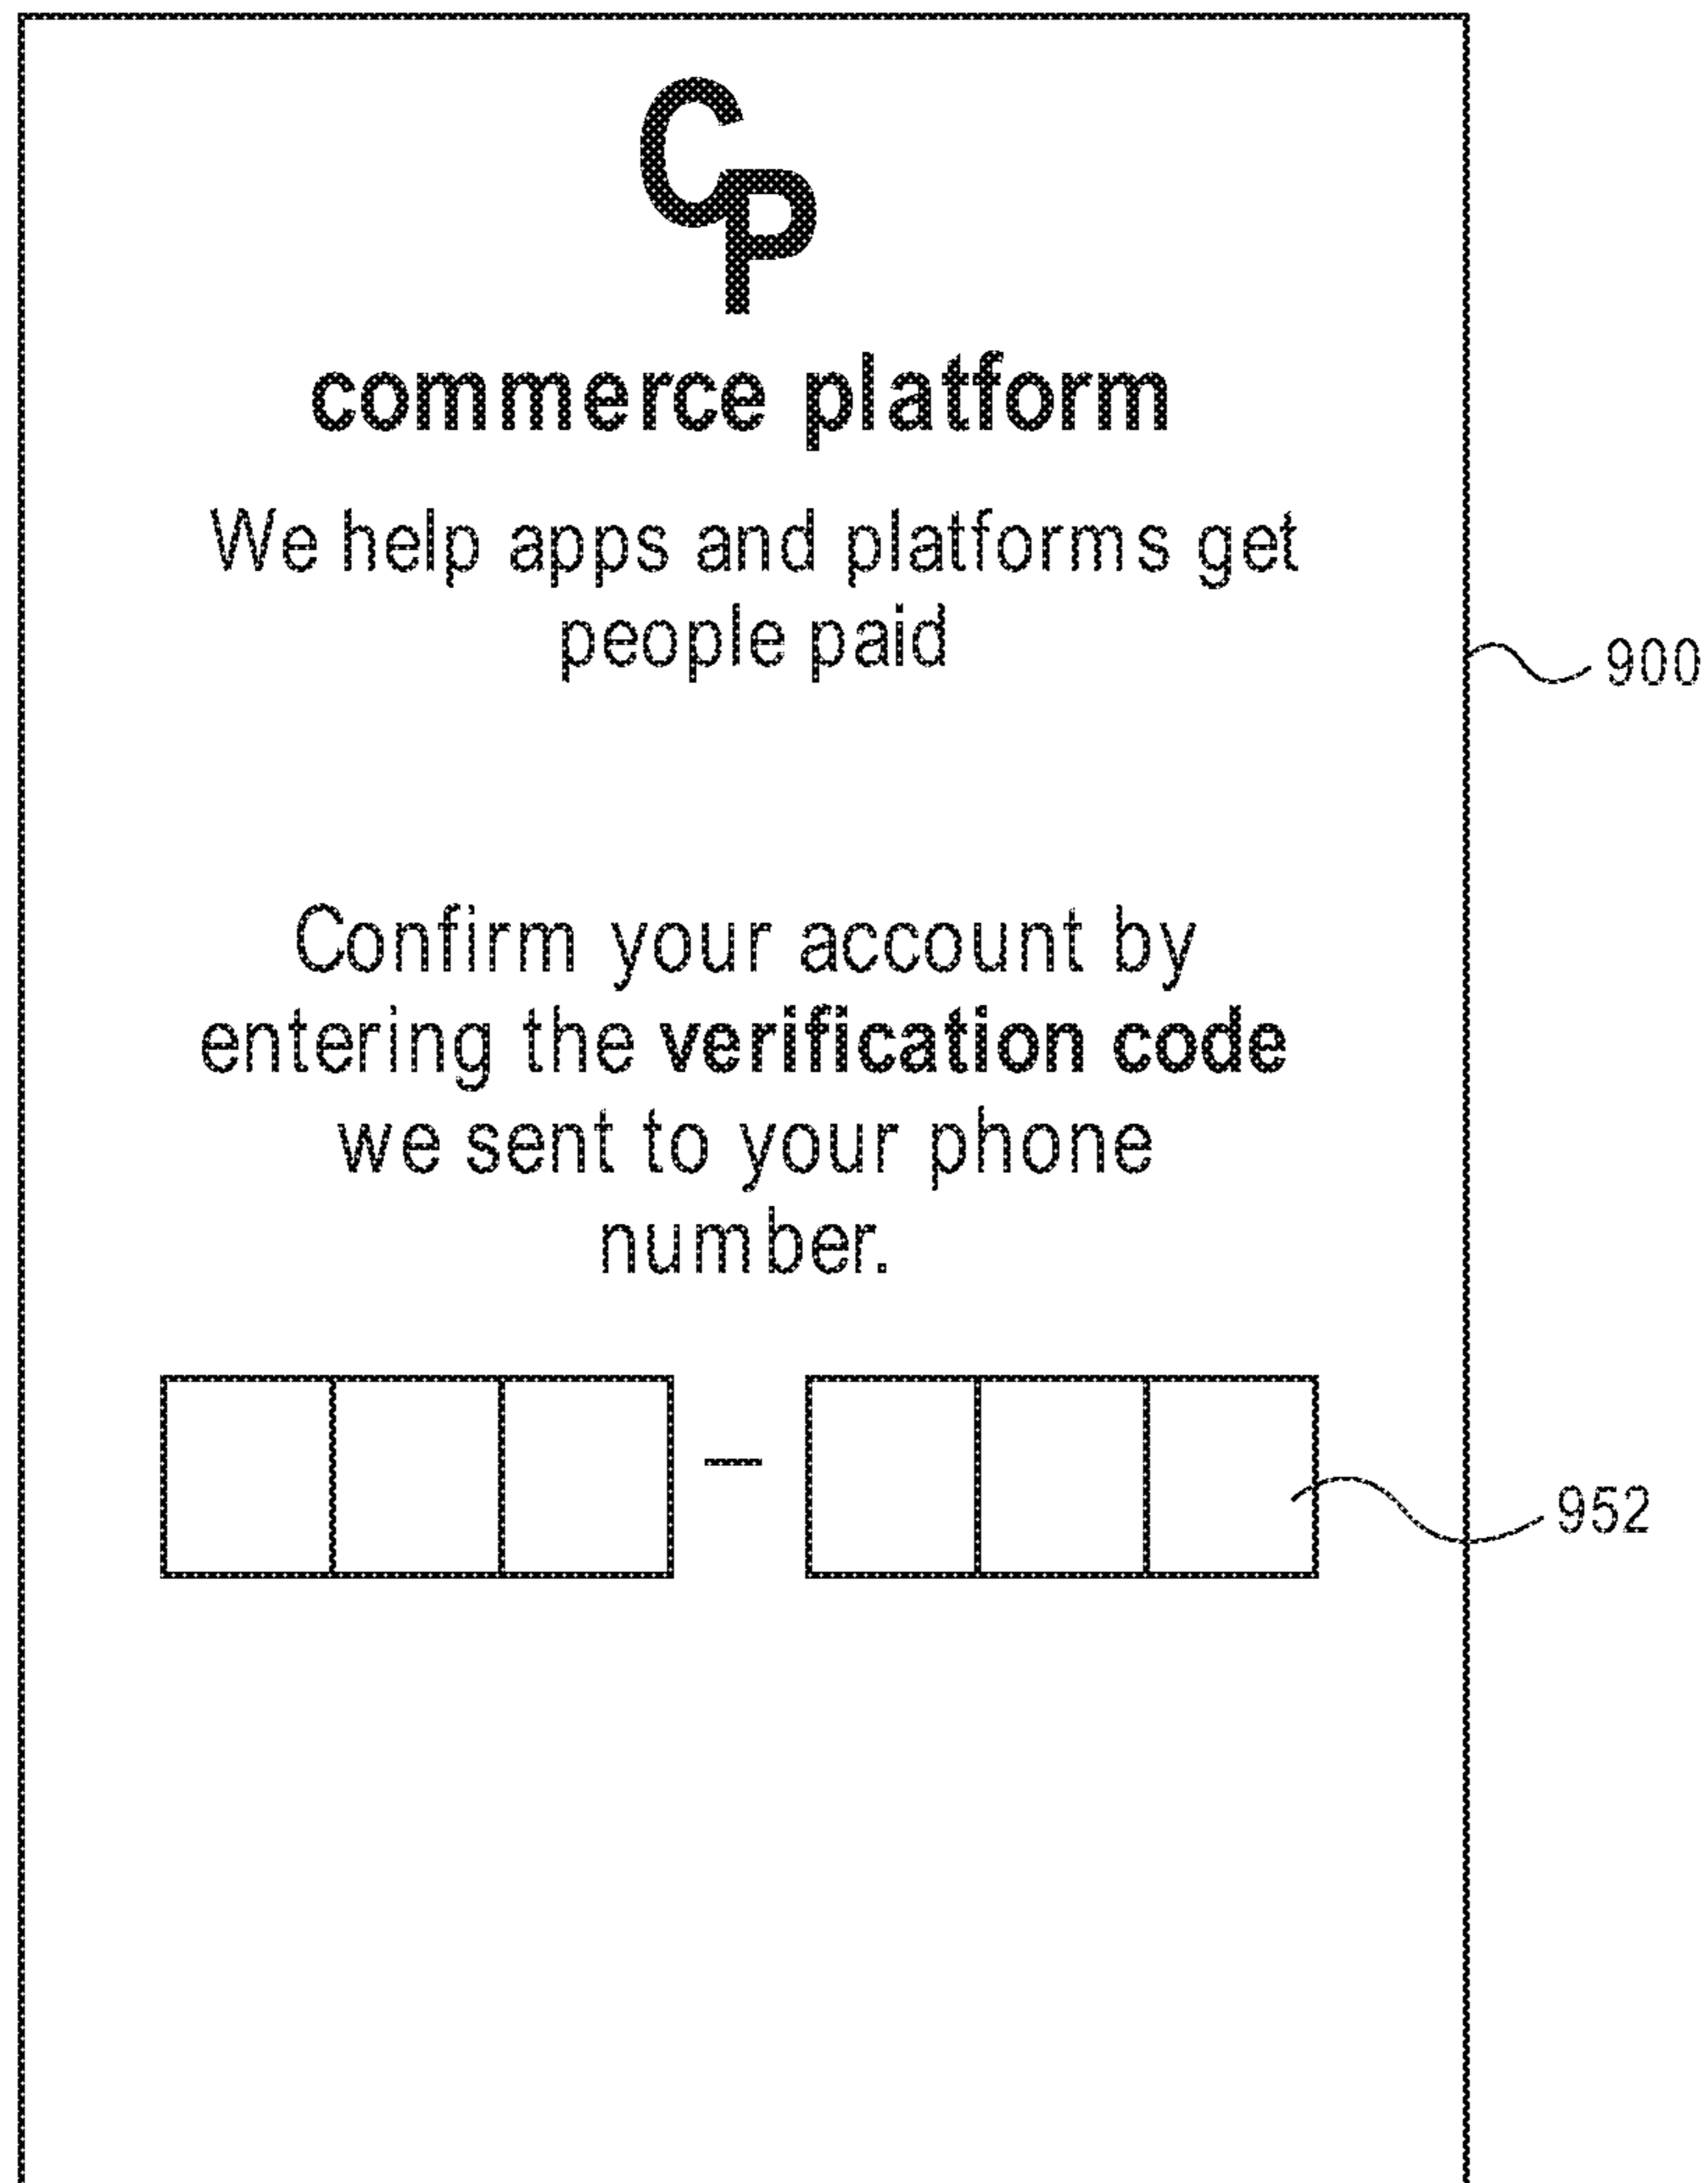 CP
commerce platform
We help apps and platforms get
people paid
900
Confirm your account by
entering the verification code
we sent to your phone
number.
–
952